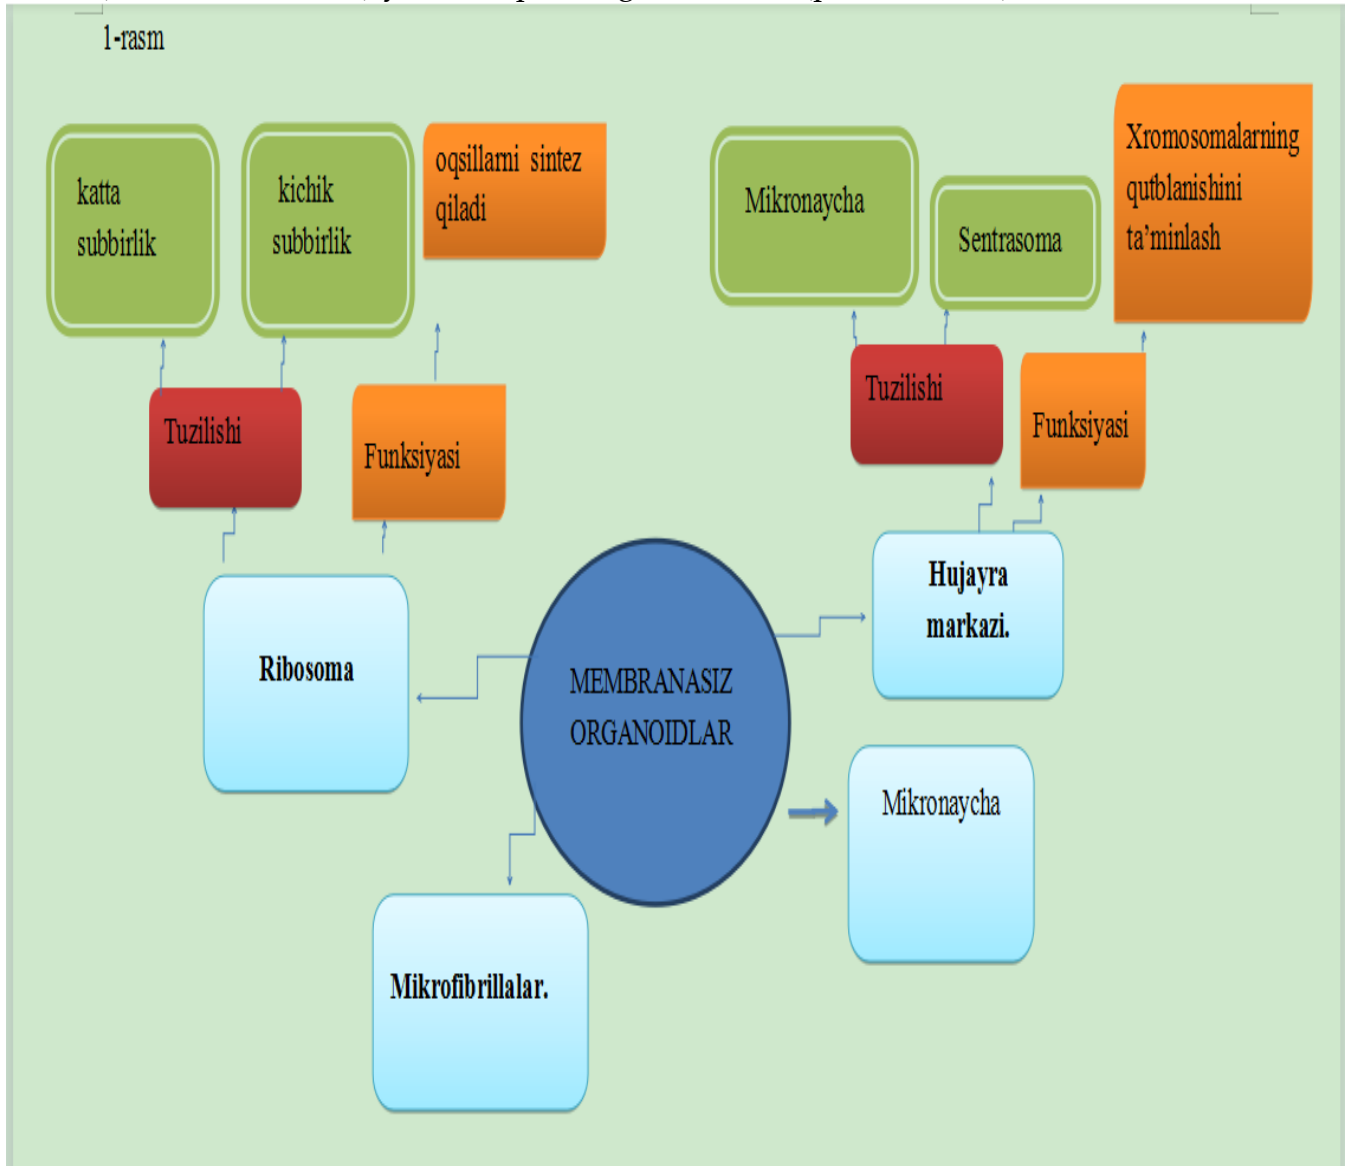 1-rasm
katta
subbirlik
kichik
subbirlik
oqsillarni sintez
qiladi
Mikronaycha
Sentrasoma
Xromosomalarning
qutblanishini
ta’minlash
Tuzilishi
Funksiyasi
Tuzilishi
Funksiyasi
Ribosoma
MEMBRANASIZ
ORGANOIDLAR
Hujayra
markazi.
Mikronaycha
Mikrofibrillalar.